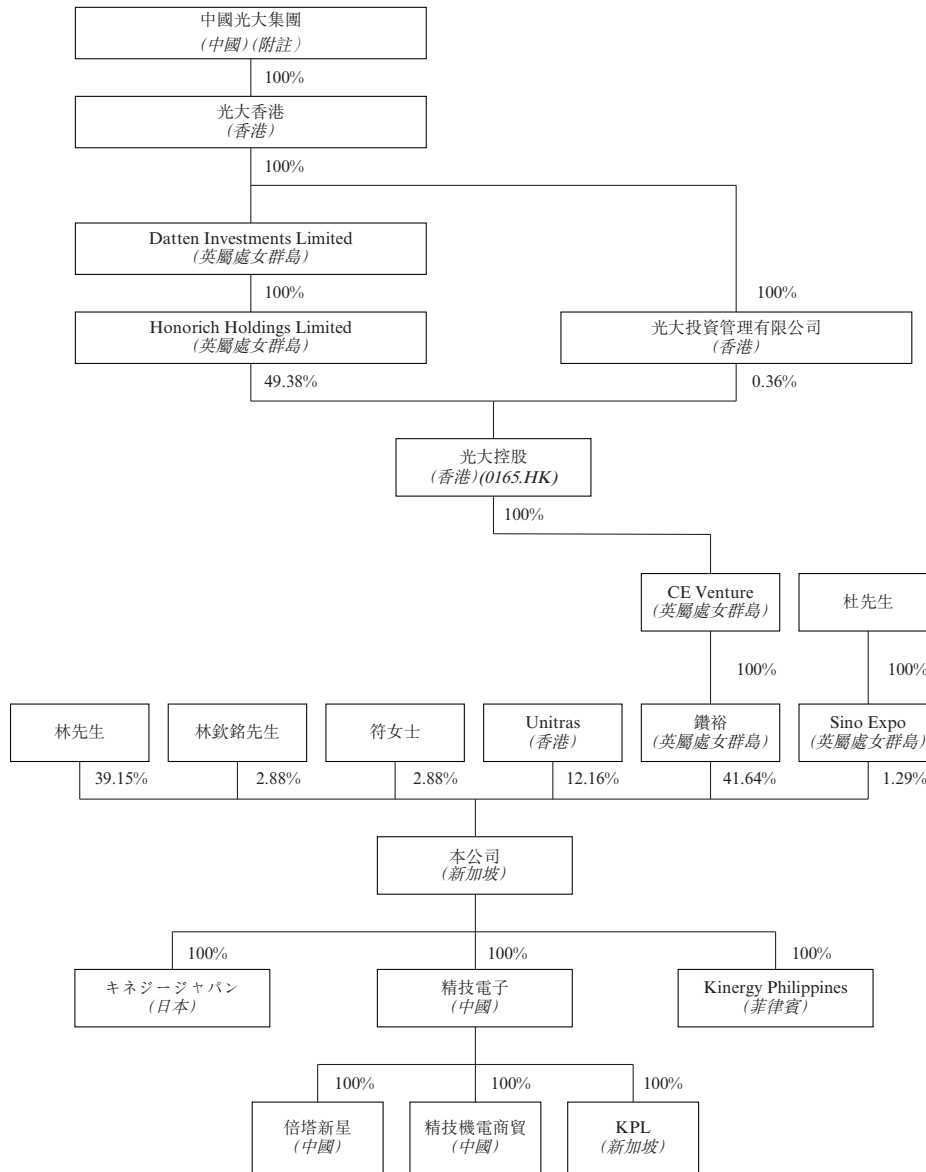 中國光大集團
(中國)(附註)
100%
光大香港
(香港)
100%
Datten Investments Limited
(英屬處女群島)
100%
100%
Honorich Holdings Limited
(英屬處女群島)
光大投資管理有限公司
(香港)
49.38%
0.36%
光大控股
(香港)(0165.HK)
100%
CE Venture
(英屬處女群島)
杜先生
100%
100%
林先生
林欽銘先生
符女士
Unitras
(香港)
鑽裕
(英屬處女群島)
Sino Expo
(英屬處女群島)
39.15%
2.88%
2.88%
12.16%
41.64%
1.29%
本公司
(新加坡)
100%
100%
100%
キネジージャパン
(日本)
精技電子
(中國)
Kinergy Philippines
(菲律賓)
100%
100%
100%
倍塔新星
(中國)
精技機電商貿
(中國)
KPL
(新加坡)